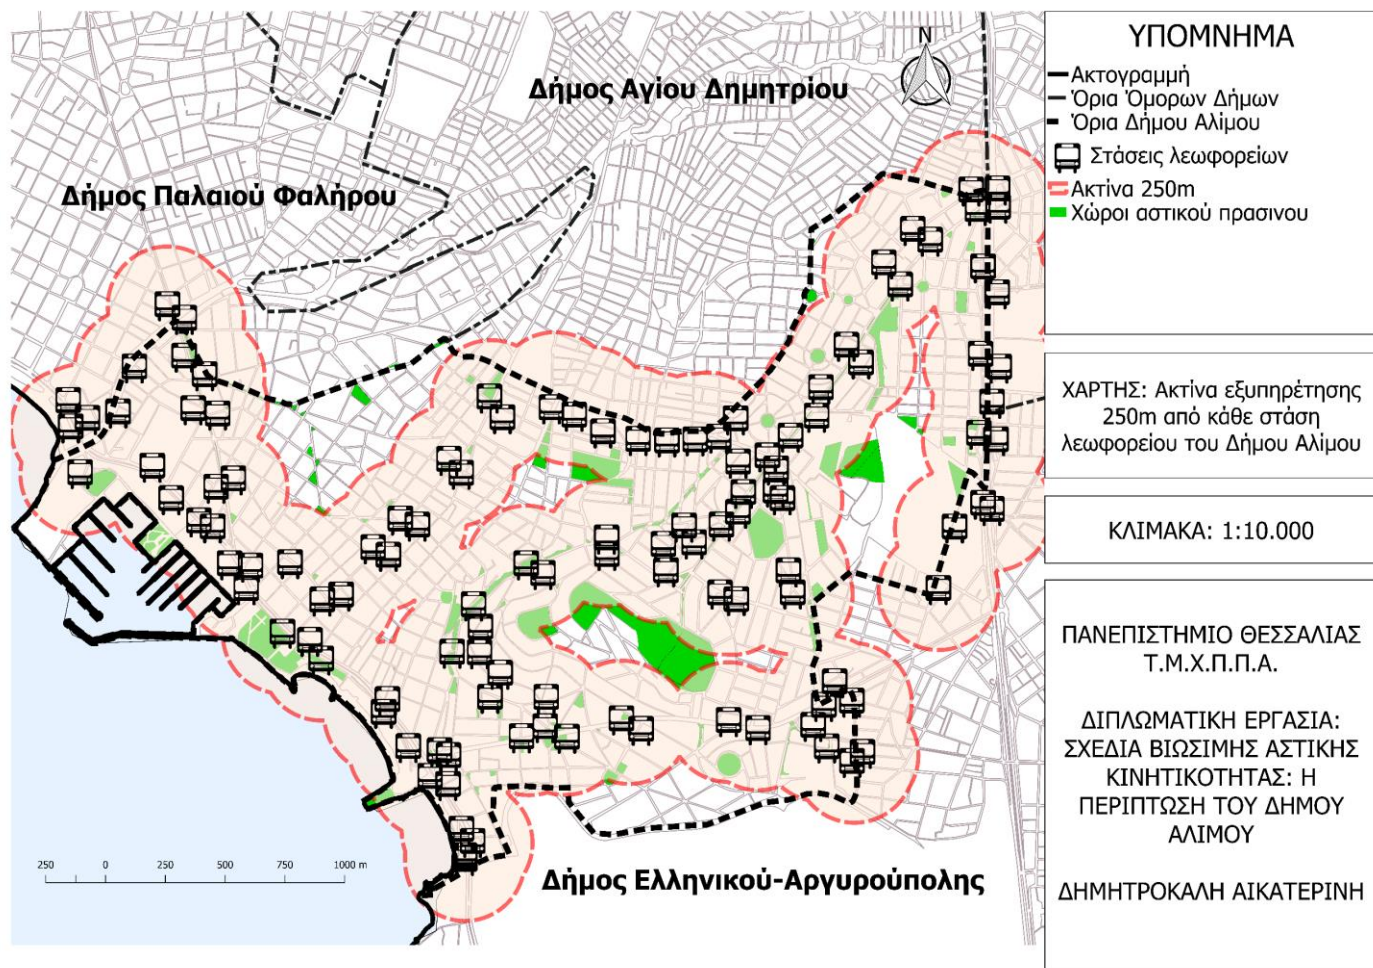 Δήμος Αγίου Δημητρίου
Δήμος Παλαιού Φαλήρου
Δήμος Ελληνικού-Αργυρούπολης
N
250 0 250 500 750 1000 m
ΥΠΟΜΝΗΜΑ
Ακτογραμμή
Όρια Όμορων Δήμων
Όρια Δήμου Αλίμου
Στάσεις λεωφορείων
Ακτίνα 250m
Χώροι αστικού πρασινου
ΧΑΡΤΗΣ: Ακτίνα εξυπηρέτησης
250m από κάθε στάση
λεωφορείου του Δήμου Αλίμου
ΚΛΙΜΑΚΑ: 1:10.000
ΠΑΝΕΠΙΣΤΗΜΙΟ ΘΕΣΣΑΛΙΑΣ
Τ.Μ.Χ.Π.Π.Α.
ΔΙΠΛΩΜΑΤΙΚΗ ΕΡΓΑΣΙΑ:
ΣΧΕΔΙΑ ΒΙΩΣΙΜΗΣ ΑΣΤΙΚΗΣ
ΚΙΝΗΤΙΚΟΤΗΤΑΣ: Η
ΠΕΡΙΠΤΩΣΗ ΤΟΥ ΔΗΜΟΥ
ΑΛΙΜΟΥ
ΔΗΜΗΤΡΟΚΑΛΗ ΑΙΚΑΤΕΡΙΝΗ